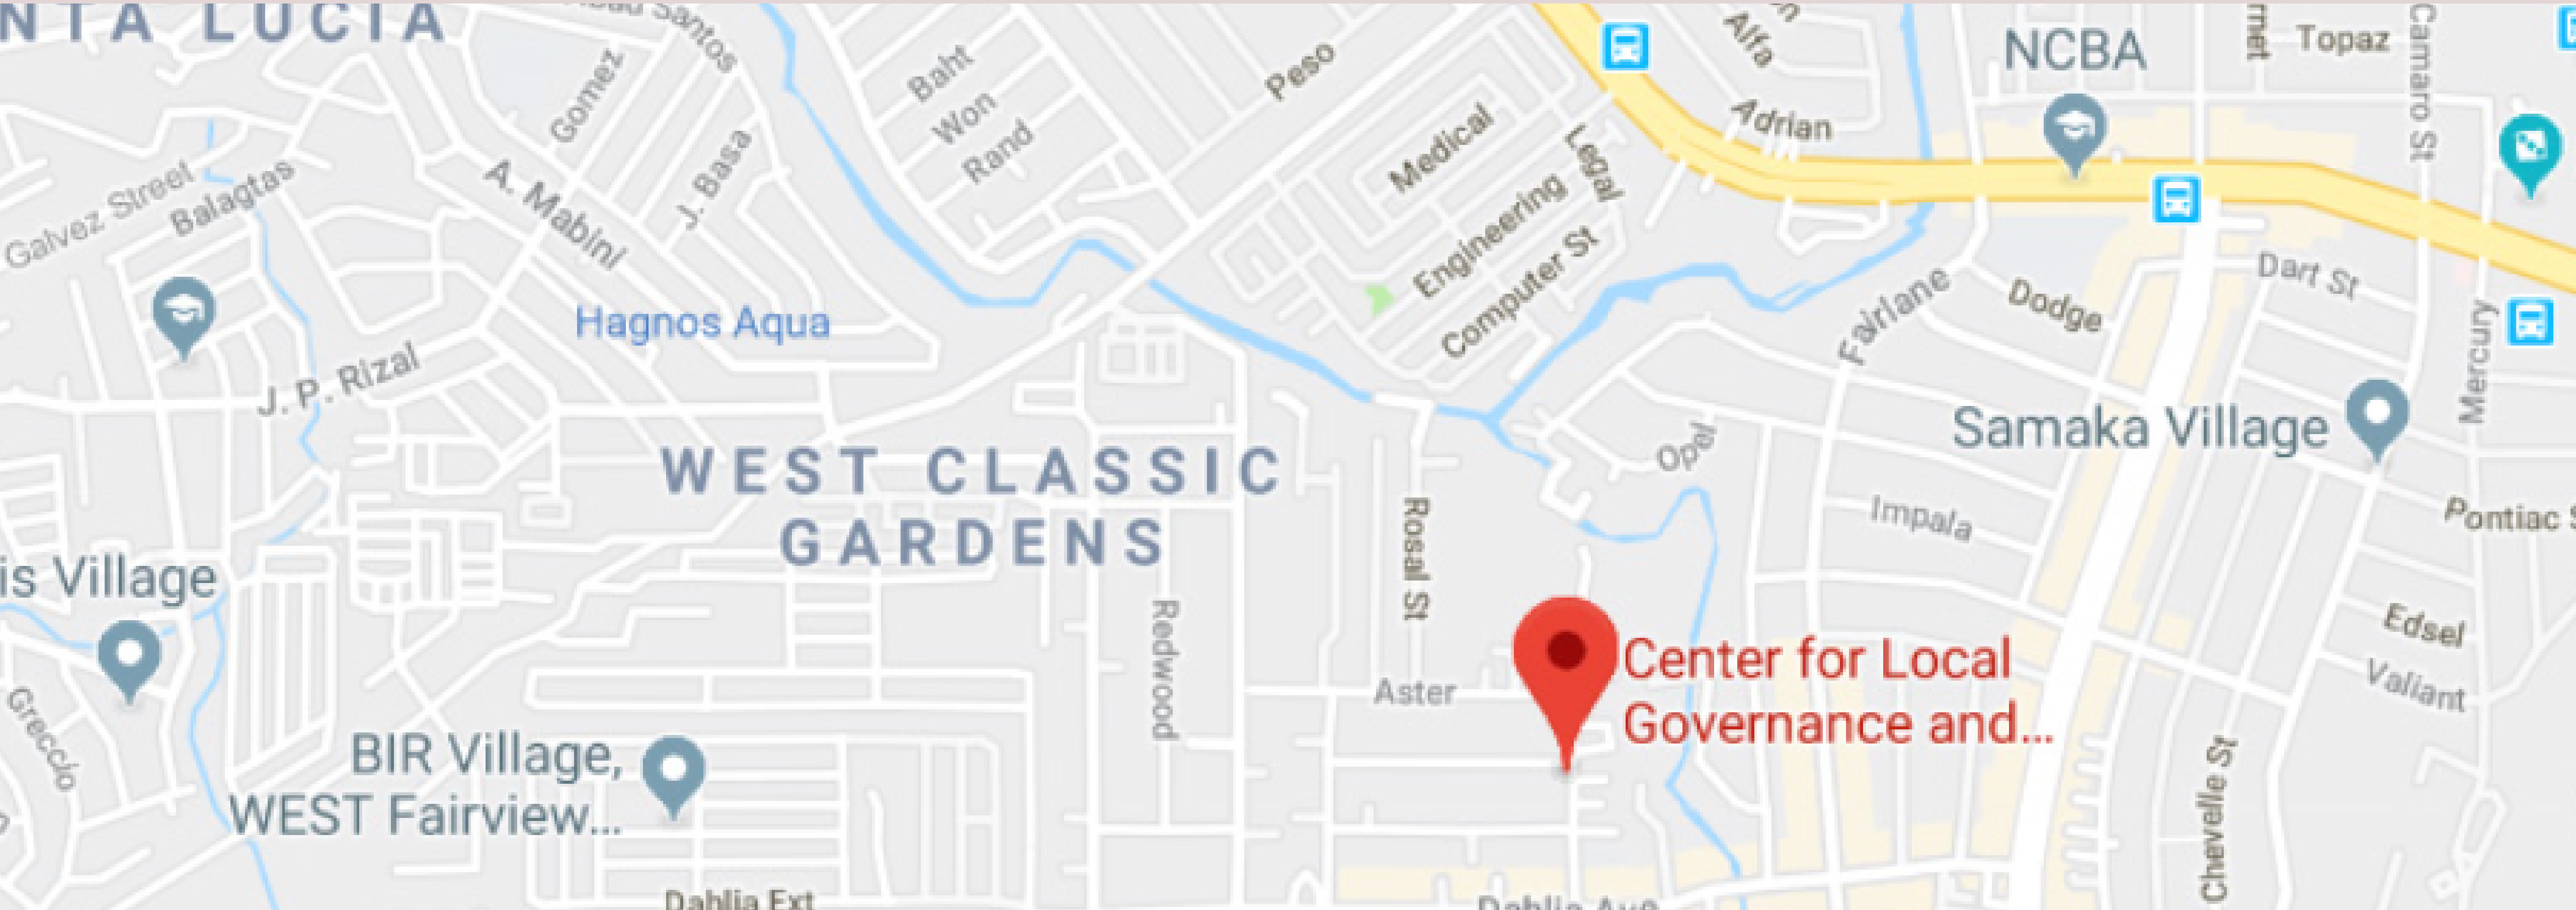 NTA LUCIA
Santos
Gomez
J. Basa
A. Mabini
Galvez Street
Balagtas
J. P. Rizal
Hagnos Aqua
Baht
Won
Rand
Peso
Medical
Legal
Engineering
Computer St
Alfa
Adrian
NCBA
Topaz
Camaro St
Dart St
Dodge
Fairlane
Mercury
Samaka Village
Opel
Impala
Pontiac
Edsel
Valiant
Chevelle St
WEST CLASSIC
GARDENS
Rosal St
Redwood
Aster
Center for Local
Governance and...
is Village
Greccio
BIR Village,
WEST Fairview...
Dahlia Ext
Dahlia Ave